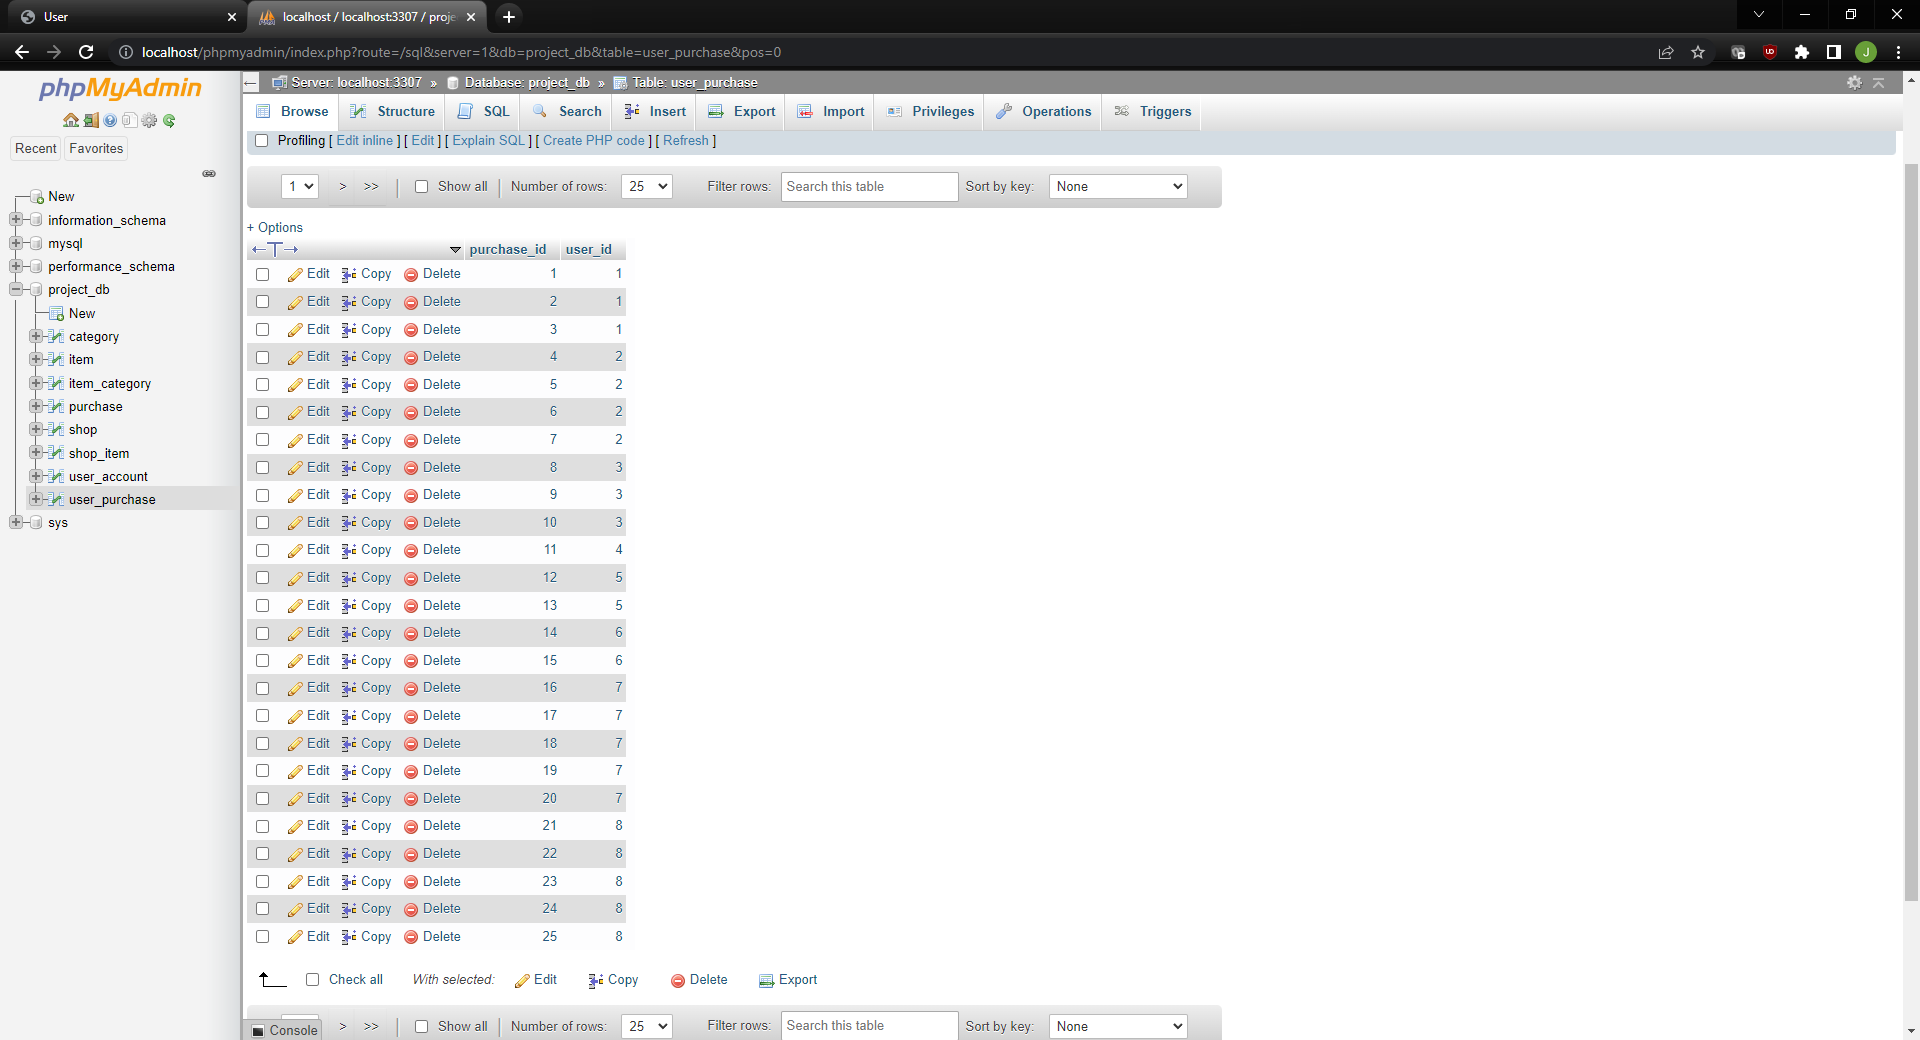 User
localhost / localhost:3307 / proje
localhost/phpmyadmin/index.php?route=/sql&server=1&db=project_db&table=user_purchase&pos=0
J
phpMyAdmin
Recent
Favorites
New
information_schema
mysql
performance_schema
project_db
New
category
item
item_category
purchase
shop
shop_item
user_account
user_purchase
sys
Server: localhost:3307 » Database: project_db » Table: user_purchase
Browse Structure SQL Search Insert Export Import Privileges Operations Triggers
Profiling [ Edit inline ] [ Edit ] [ Explain SQL ] [ Create PHP code ] [ Refresh ]
1 > >> Show all Number of rows: 25 Filter rows: Search this table Sort by key: None
+ Options
←T→ purchase_id user_id
Edit Copy Delete 1 1
Edit Copy Delete 2 1
Edit Copy Delete 3 1
Edit Copy Delete 4 2
Edit Copy Delete 5 2
Edit Copy Delete 6 2
Edit Copy Delete 7 2
Edit Copy Delete 8 3
Edit Copy Delete 9 3
Edit Copy Delete 10 3
Edit Copy Delete 11 4
Edit Copy Delete 12 5
Edit Copy Delete 13 5
Edit Copy Delete 14 6
Edit Copy Delete 15 6
Edit Copy Delete 16 7
Edit Copy Delete 17 7
Edit Copy Delete 18 7
Edit Copy Delete 19 7
Edit Copy Delete 20 7
Edit Copy Delete 21 8
Edit Copy Delete 22 8
Edit Copy Delete 23 8
Edit Copy Delete 24 8
Edit Copy Delete 25 8
Check all With selected: Edit Copy Delete Export
> >> Show all Number of rows: 25 Filter rows: Search this table Sort by key: None
Console